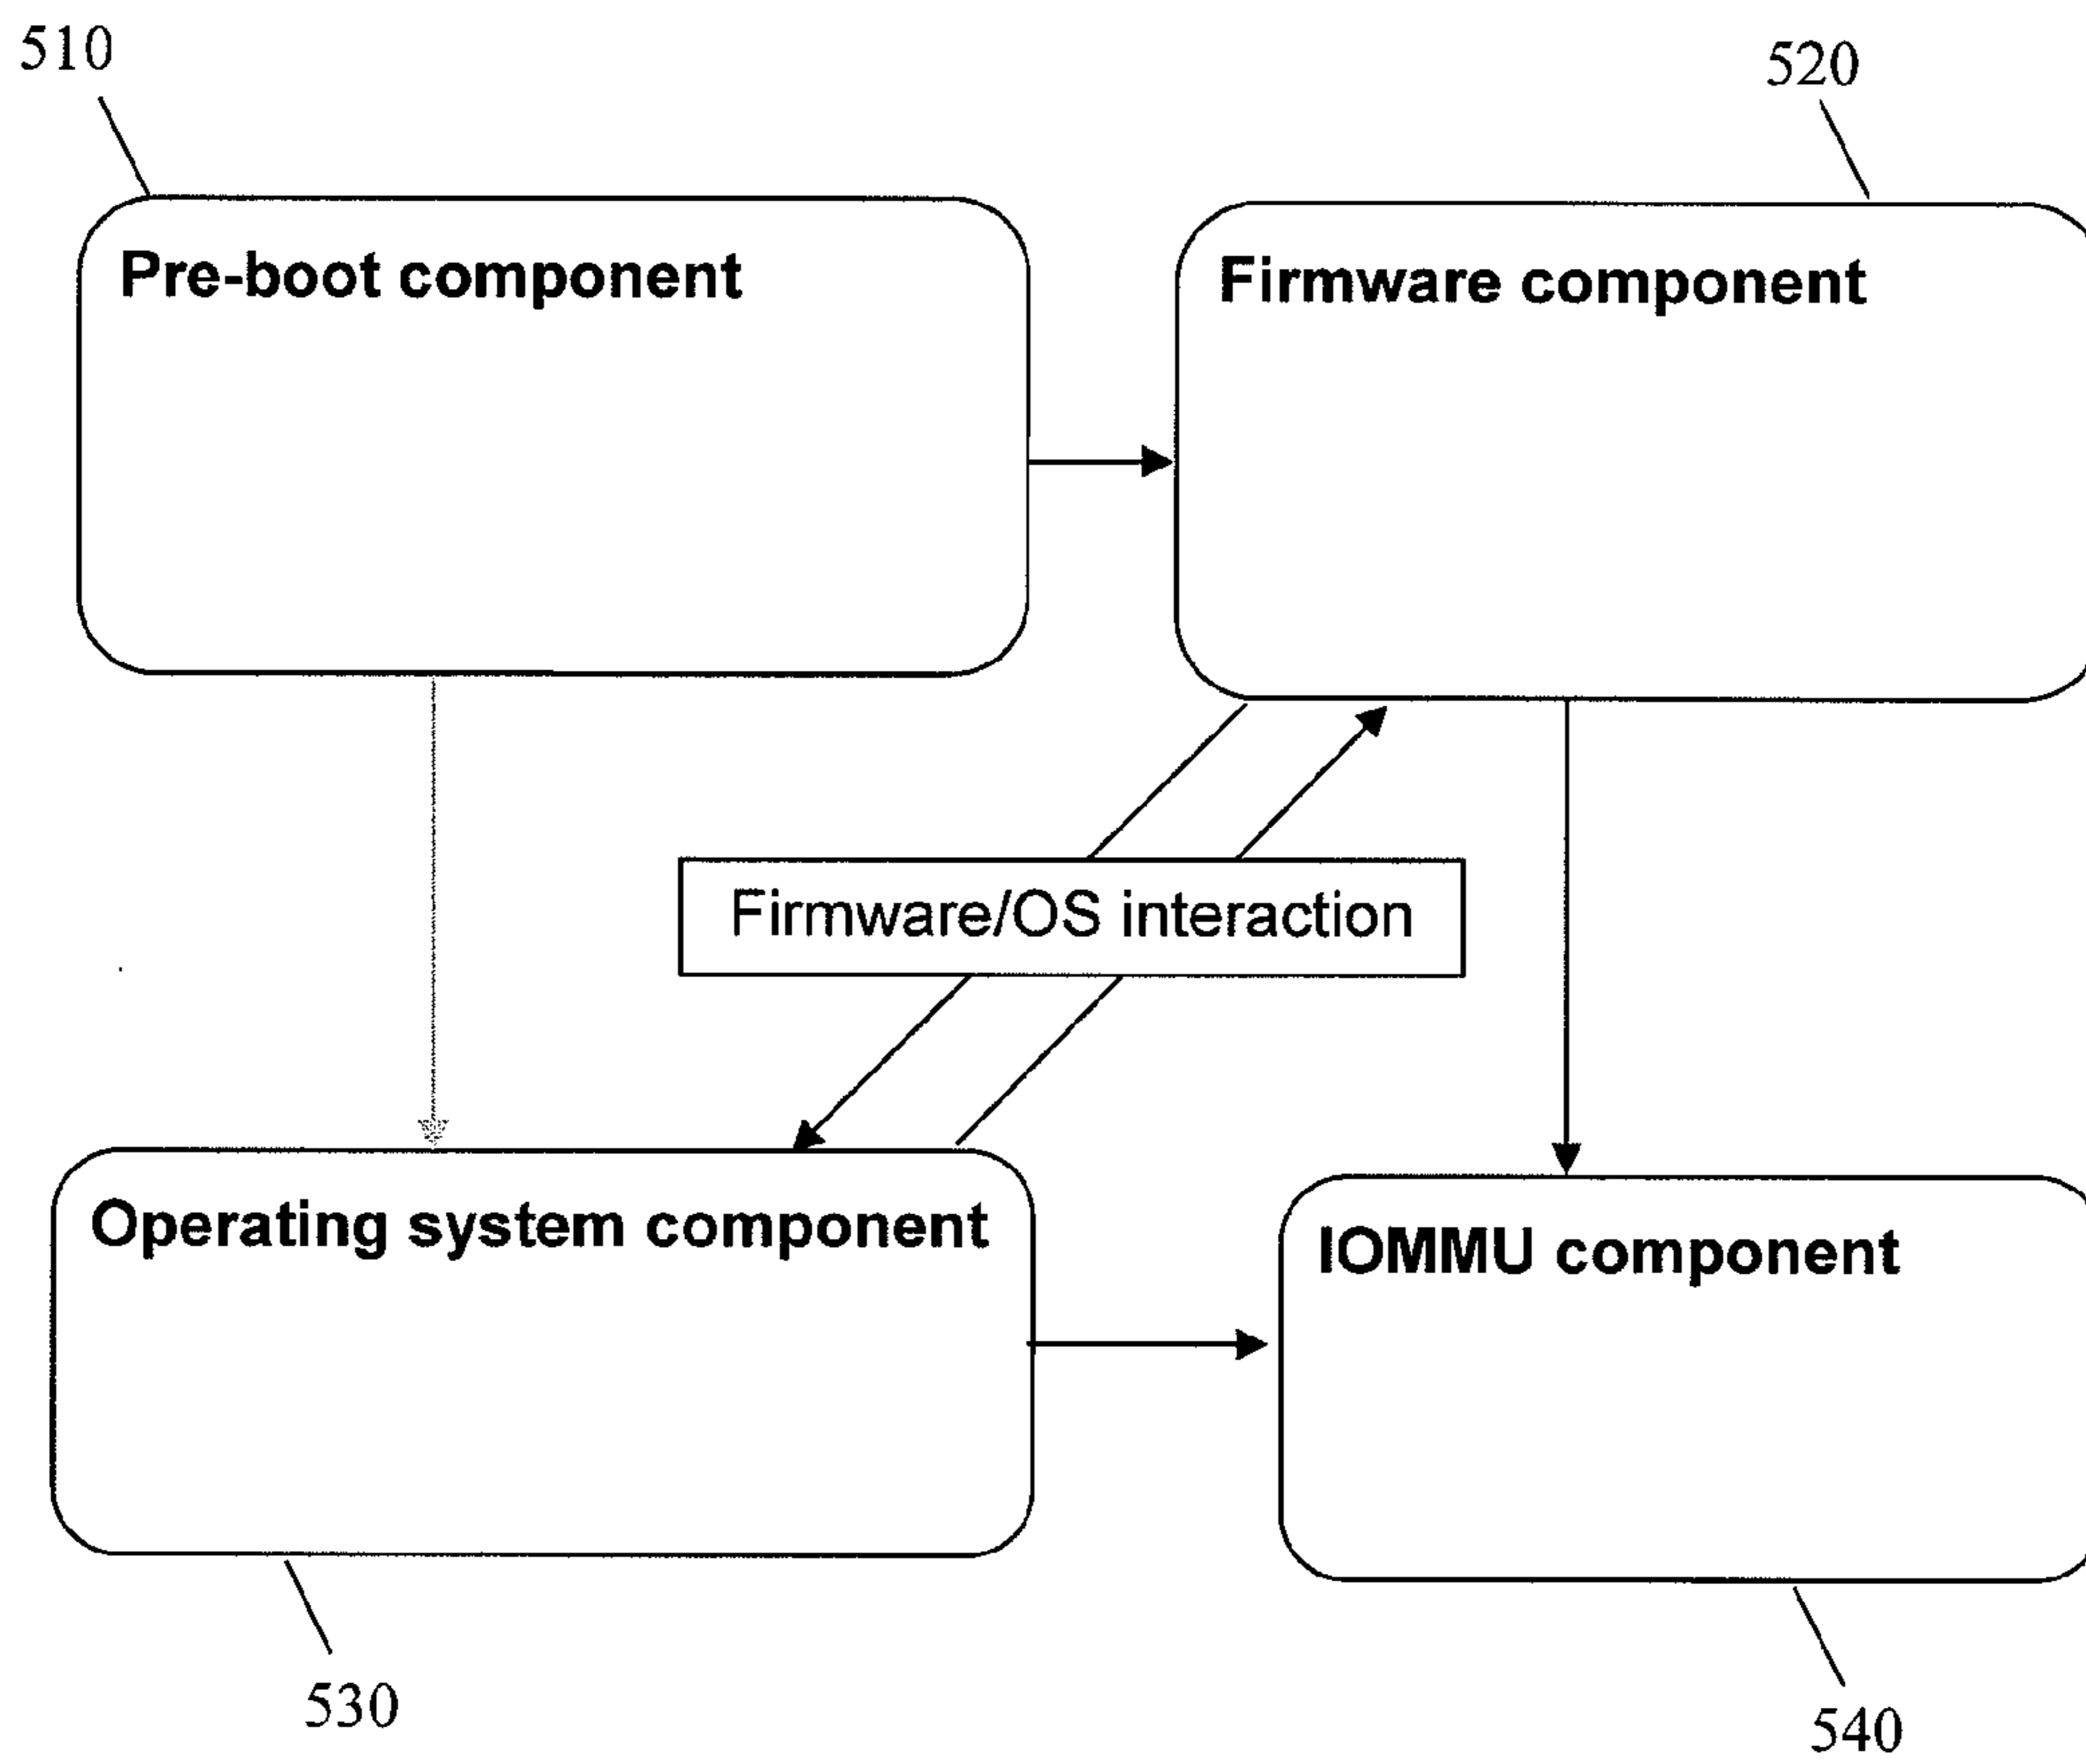 510
520
Pre-boot component
Firmware component
Firmware/OS interaction
Operating system component
IOMMU component
530
540